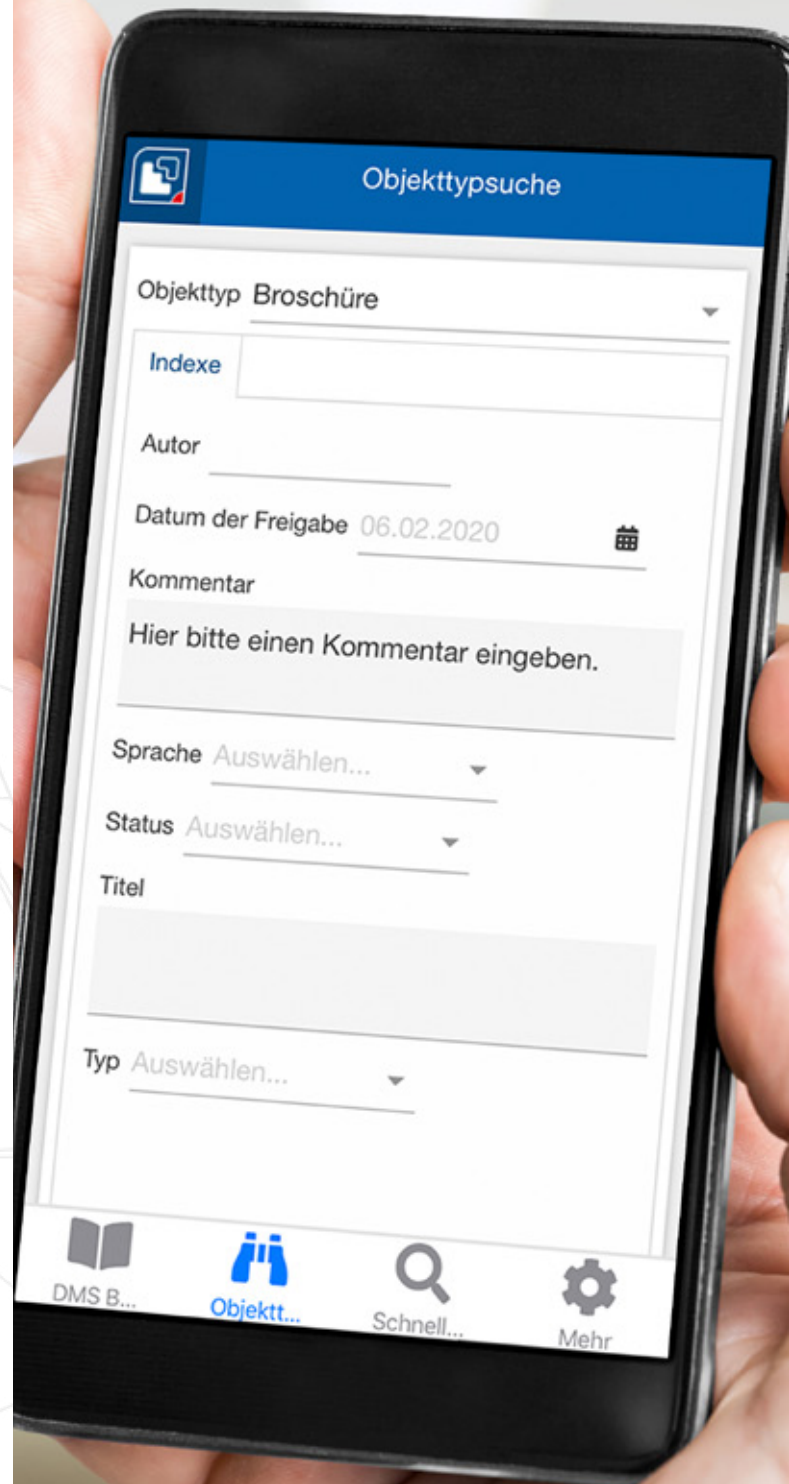 Objekttypsuche
Objekttyp Broschüre
Indexe
Autor
Datum der Freigabe 06.02.2020
Kommentar
Hier bitte einen Kommentar eingeben.
Sprache Auswählen...
Status Auswählen...
Titel
Typ Auswählen...
DMS B... Objektt... Schnell... Mehr